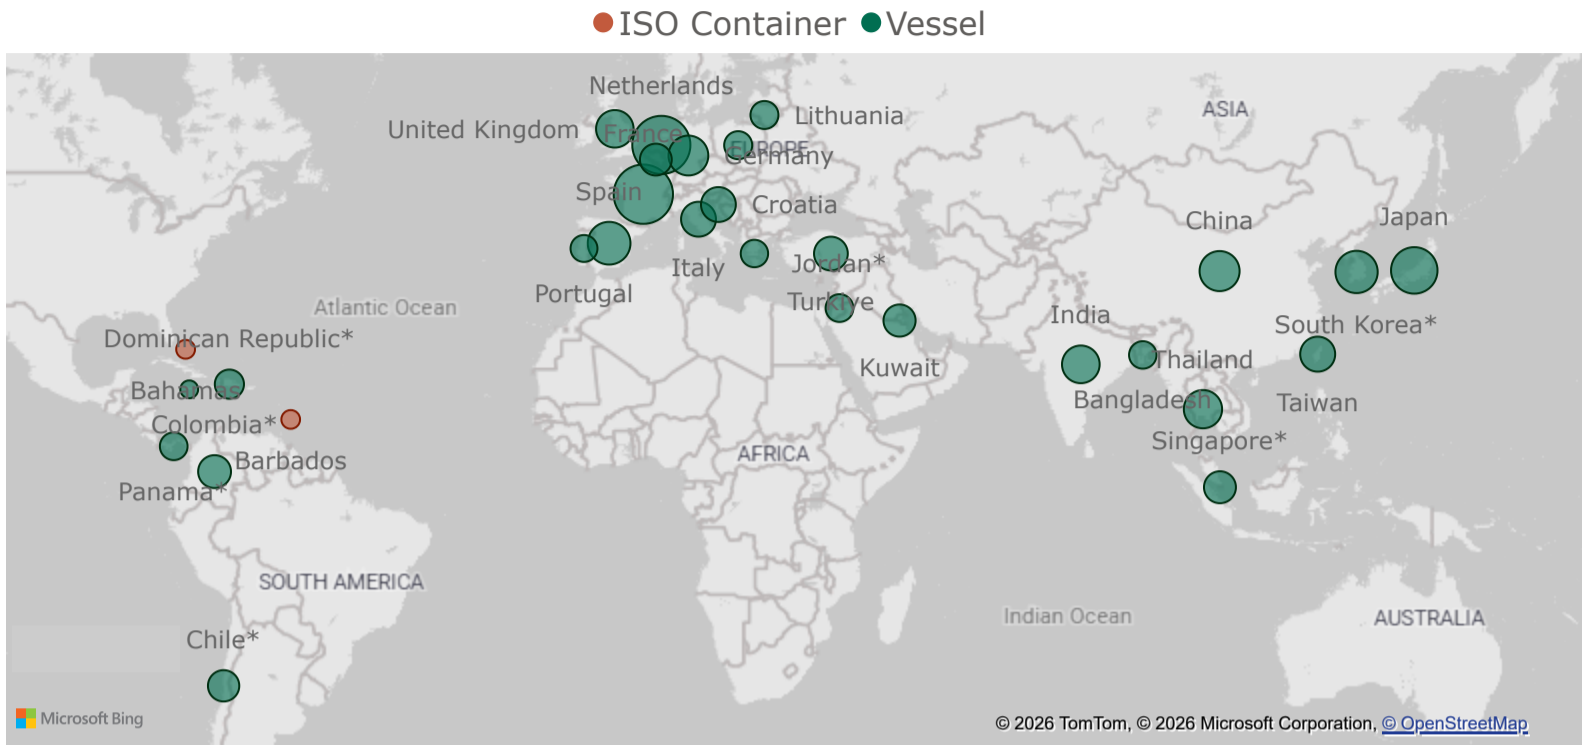 ISO Container Vessel
Netherlands
Lithuania
ASIA
United Kingdom
France
EUROPE
Germany
Spain
Croatia
China
Japan
Italy
Jordan*
Portugal
Turkiye
Atlantic Ocean
India
South Korea*
Dominican Republic*
Kuwait
Thailand
Bahamas
Bangladesh
Taiwan
Colombia*
Singapore*
AFRICA
Barbados
Panama*
SOUTH AMERICA
Indian Ocean
AUSTRALIA
Chile*
Microsoft Bing
© 2026 TomTom, © 2026 Microsoft Corporation, © OpenStreetMap